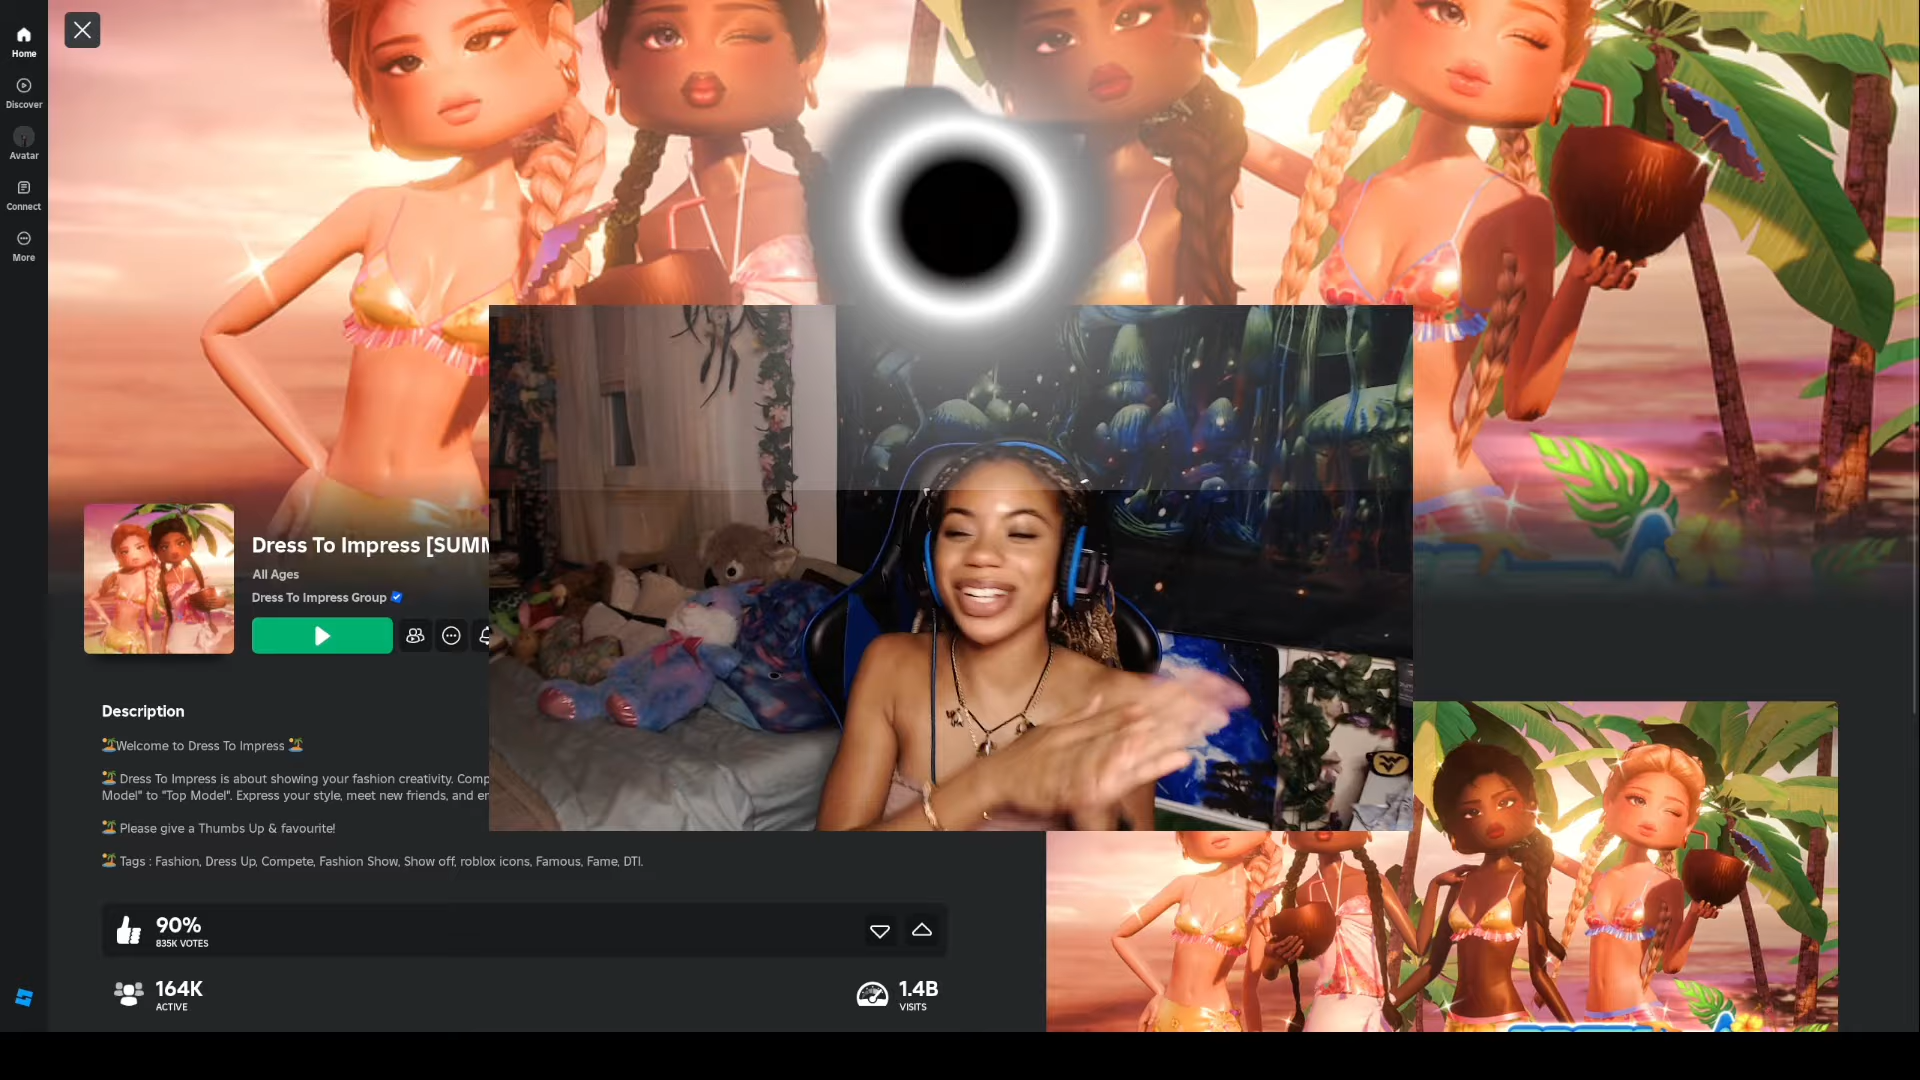 Home
Discover
Avatar
Connect
More
Dress To Impress [SUMM
All Ages
Dress To Impress Group
Description
🏝️Welcome to Dress To Impress 🏝️
🏝️ Dress To Impress is about showing your fashion creativity. Comp
Model" to "Top Model". Express your style, meet new friends, and en
🏝️ Please give a Thumbs Up & favourite!
🏝️ Tags : Fashion, Dress Up, Compete, Fashion Show, Show off, roblox icons, Famous, Fame, DTI.
90%
835K VOTES
164K
ACTIVE
1.4B
VISITS